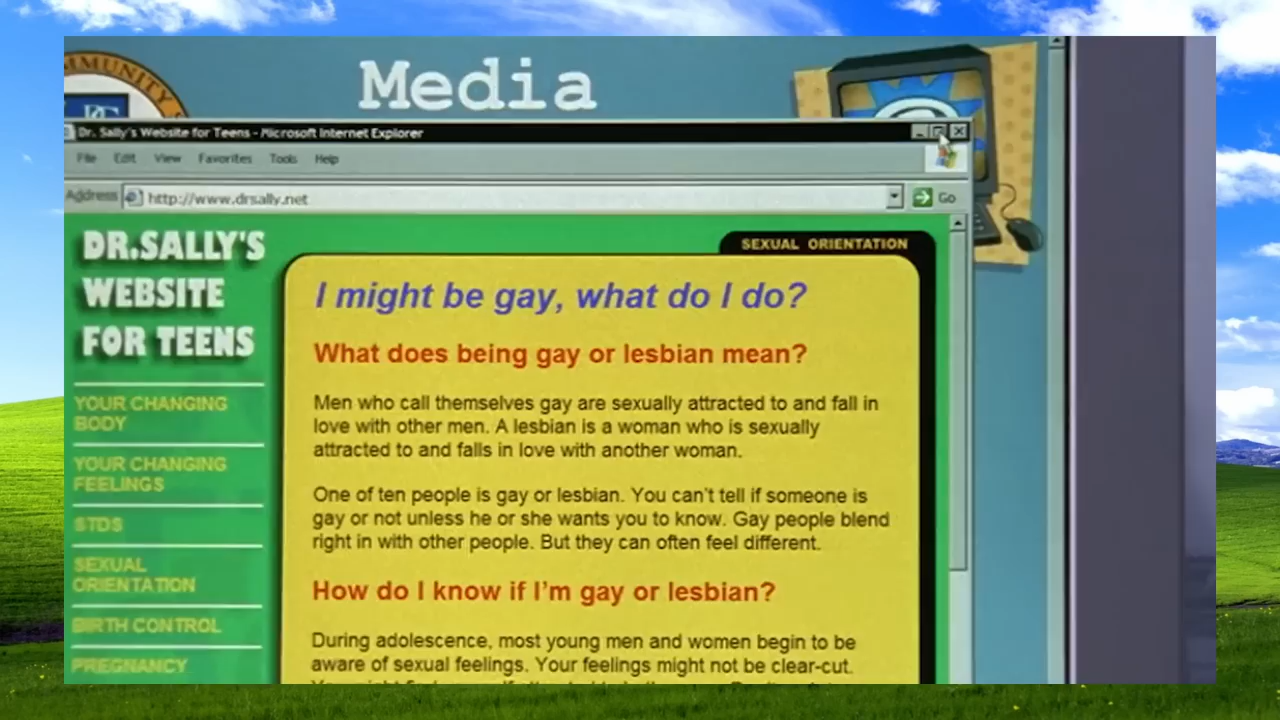 MMUNITY S
PC
Media
Dr. Sally's Website for Teens - Microsoft Internet Explorer
File Edit View Favorites Tools Help
Address http://www.drsally.net Go
DR.SALLY'S
WEBSITE
FOR TEENS
YOUR CHANGING
BODY
YOUR CHANGING
FEELINGS
STDS
SEXUAL
ORIENTATION
BIRTH CONTROL
PREGNANCY
SEXUAL ORIENTATION
I might be gay, what do I do?
What does being gay or lesbian mean?
Men who call themselves gay are sexually attracted to and fall in
love with other men. A lesbian is a woman who is sexually
attracted to and falls in love with another woman.
One of ten people is gay or lesbian. You can't tell if someone is
gay or not unless he or she wants you to know. Gay people blend
right in with other people. But they can often feel different.
How do I know if I'm gay or lesbian?
During adolescence, most young men and women begin to be
aware of sexual feelings. Your feelings might not be clear-cut.